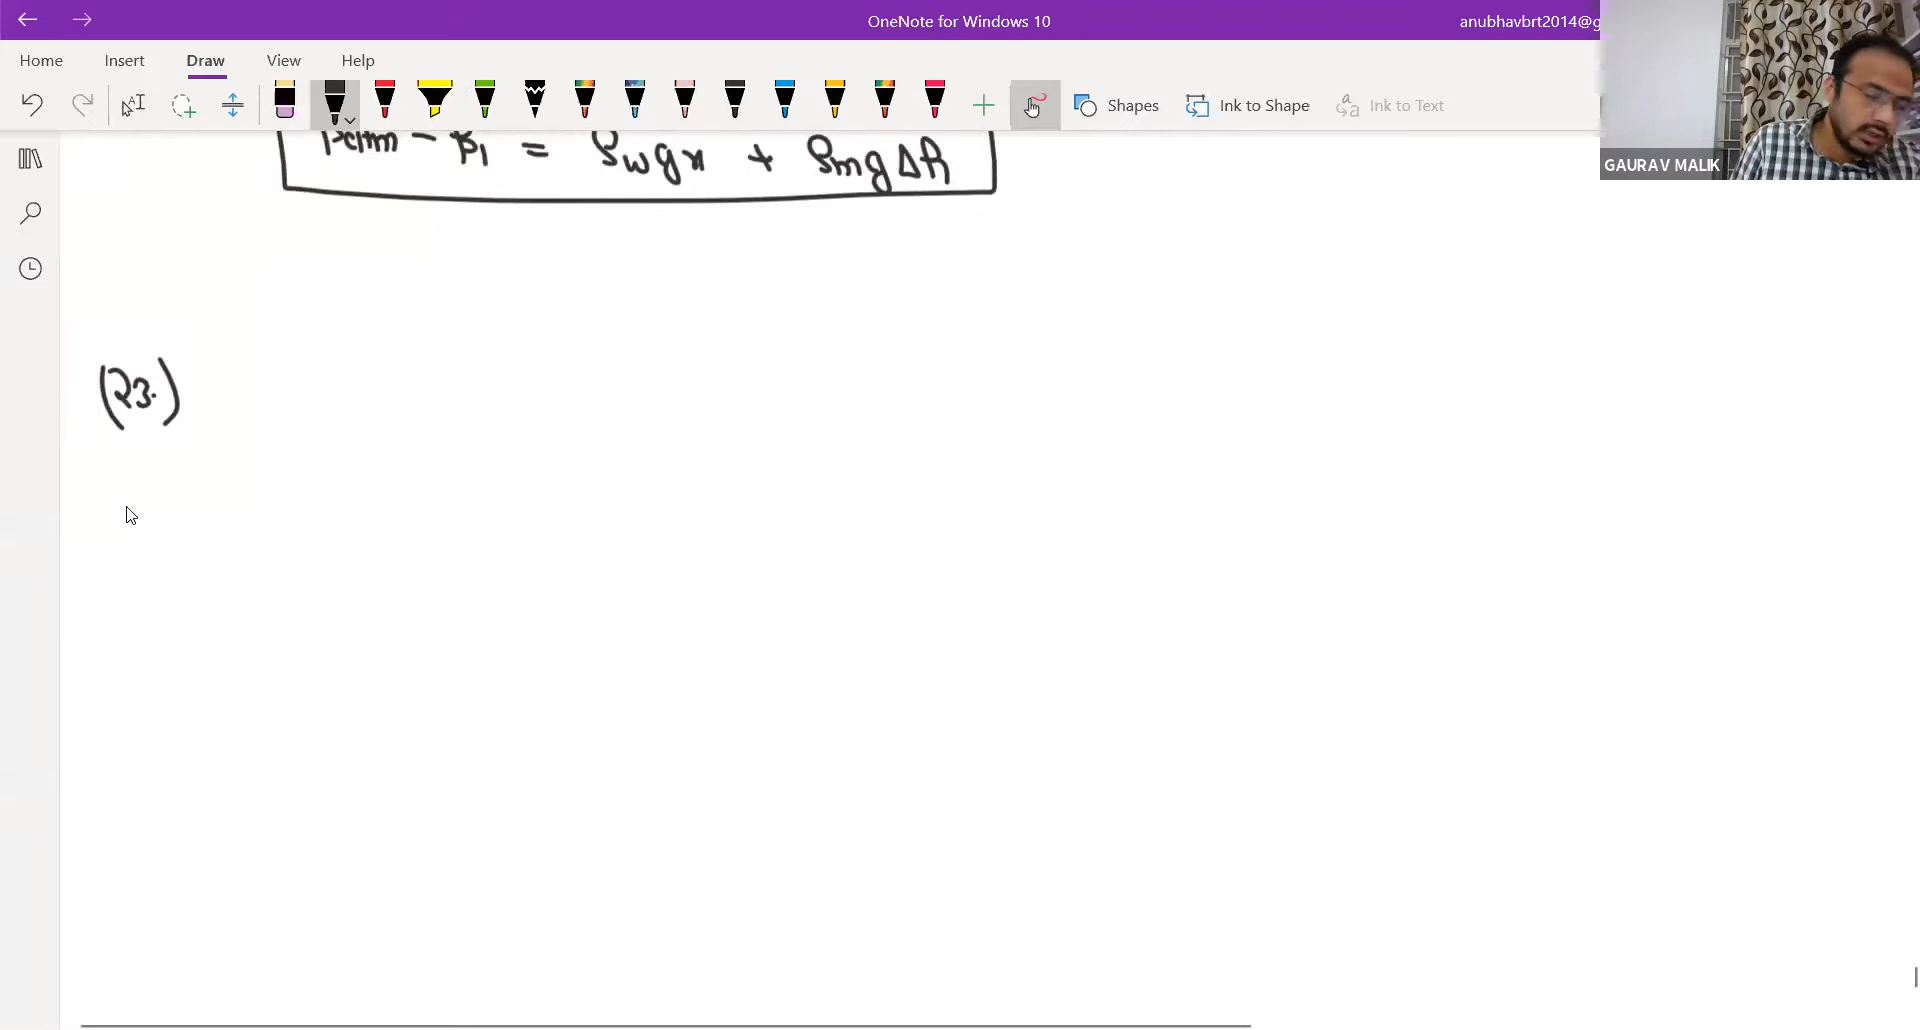 OneNote for Windows 10
anubhavbrt2014@g
Home Insert Draw View Help
Shapes Ink to Shape Ink to Text
GAURAV MALIK
Patm - P₁ = ρwgx + ρmgΔh
(23.)